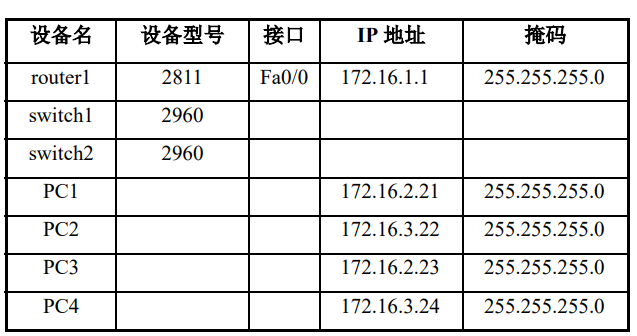 设备名 设备型号 接口 IP 地址 掩码
router1 2811 Fa0/0 172.16.1.1 255.255.255.0
switch1 2960
switch2 2960
PC1 172.16.2.21 255.255.255.0
PC2 172.16.3.22 255.255.255.0
PC3 172.16.2.23 255.255.255.0
PC4 172.16.3.24 255.255.255.0